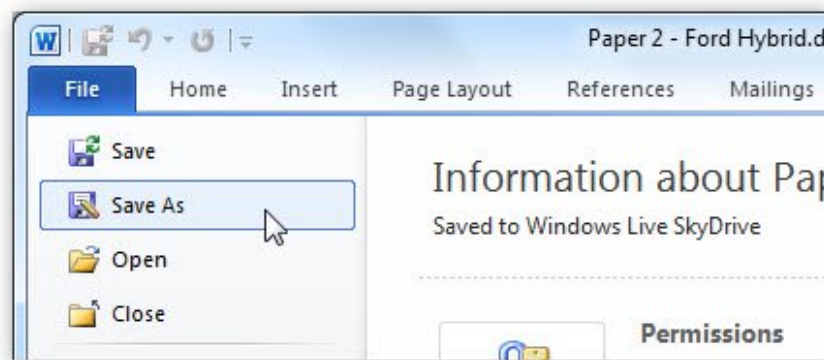 W
Paper 2 - Ford Hybrid.d
File Home Insert Page Layout References Mailings
Save
Save As
Open
Close
Information about Pap
Saved to Windows Live SkyDrive
Permissions